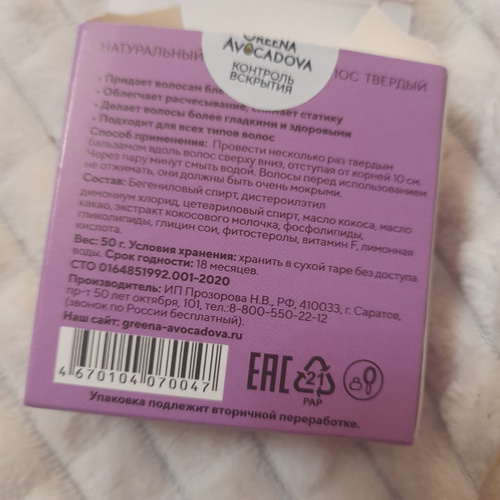 GREENA
AVOCADOVA
КОНТРОЛЬ
ВСКРЫТИЯ
НАТУРАЛЬНЫЙ ЛОС ТВЕРДЫЙ
• Придает волосам бле
• Облегчает расчесывание, снимает статику
• Делает волосы более гладкими и здоровыми
• Подходит для всех типов волос
Способ применения: Провести несколько раз твердым
бальзамом вдоль волос сверху вниз, отступая от корней 10 см.
Через пару минут смыть водой. Волосы перед использованием
не отжимать, они должны быть очень мокрыми.
Состав: Бегениловый спирт, дистероилэтил
димониум хлорид, цетеариловый спирт, масло кокоса, масло
какао, экстракт кокосового молочка, фосфолипиды,
гликолипиды, глицин сои, фитостеролы, витамин F, лимонная
кислота.
Вес: 50 г. Условия хранения: хранить в сухой таре без доступа
воды. Срок годности: 18 месяцев.
СТО 0164851992.001-2020
Производитель: ИП Прозорова Н.В., РФ, 410033, г. Саратов,
пр-т 50 лет октября, 101, тел.:8-800-550-22-12
(звонок по России бесплатный).
Наш сайт: greena-avocadova.ru
4 670104 070047
EAC 21
PAP
Упаковка подлежит вторичной переработке.